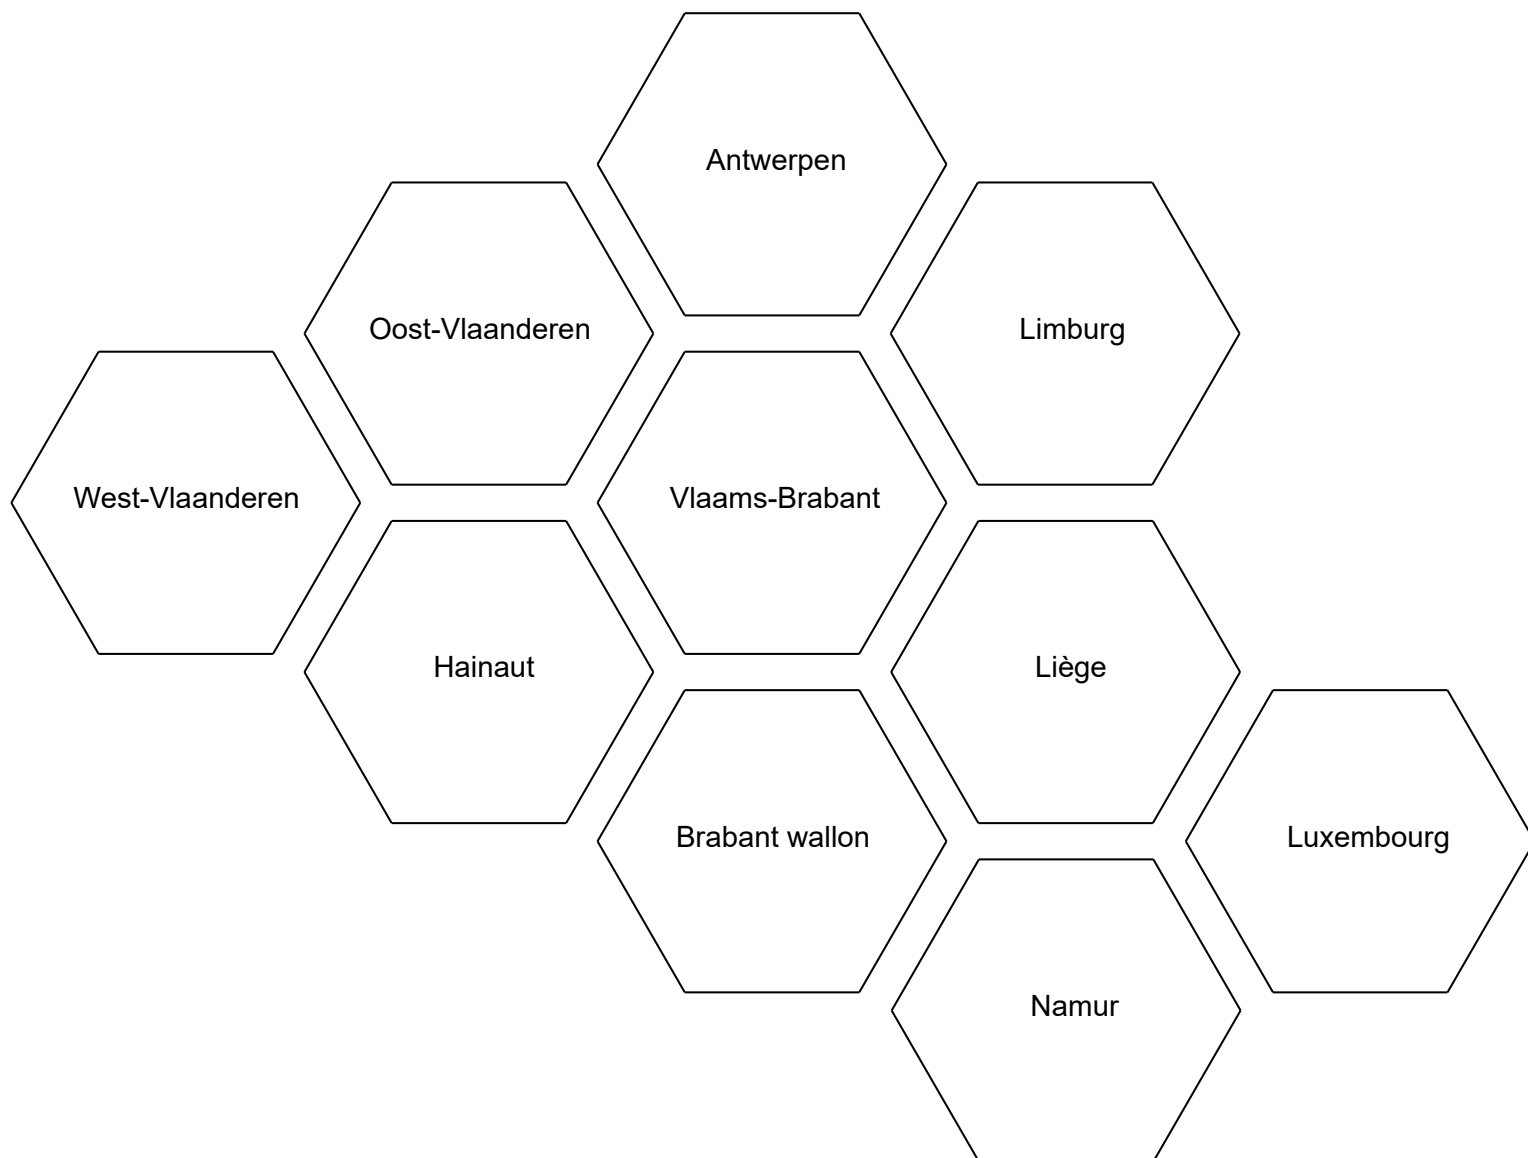 Antwerpen
Oost-Vlaanderen
Limburg
West-Vlaanderen
Vlaams-Brabant
Hainaut
Liège
Brabant wallon
Luxembourg
Namur